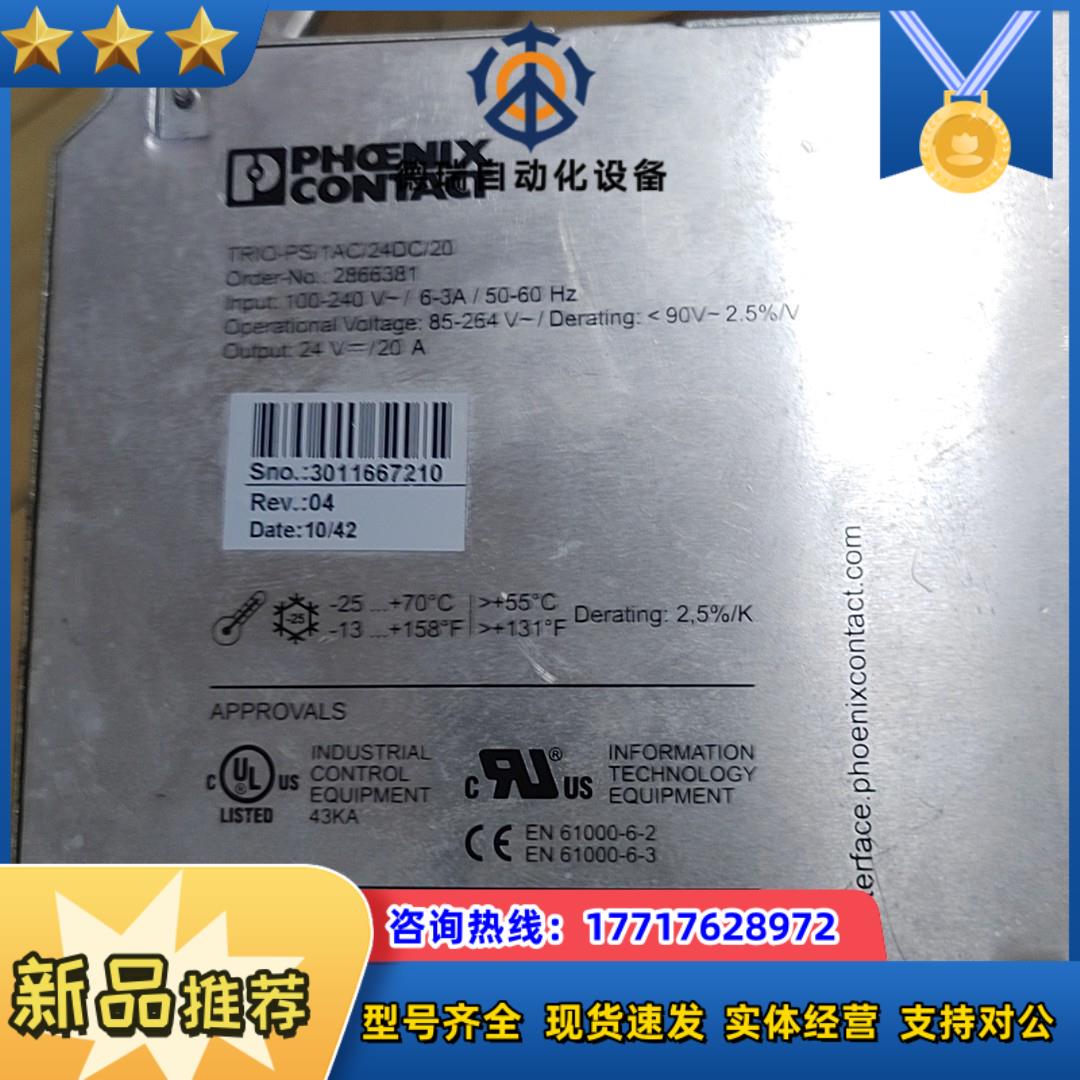 PHŒNIX
CONTACT
德瑞自动化设备
TRIO-PS/1AC/24DC/20
Order-No.: 2866381
Input: 100-240 V~ / 6-3A / 50-60 Hz
Operational Voltage: 85-264 V~ / Derating: < 90V~ 2.5%/V
Output: 24 V⎓/20 A
Sno.:3011667210
Rev.:04
Date:10/42
-25
-25 ...+70°C >+55°C
-13 ...+158°F >+131°F
Derating: 2,5%/K
APPROVALS
C UL US
LISTED
INDUSTRIAL
CONTROL
EQUIPMENT
43KA
C RU ® US
INFORMATION
TECHNOLOGY
EQUIPMENT
CE EN 61000-6-2
EN 61000-6-3
erface.phoenixcontact.com
咨询热线：17717628972
新品推荐
型号齐全 现货速发 实体经营 支持对公